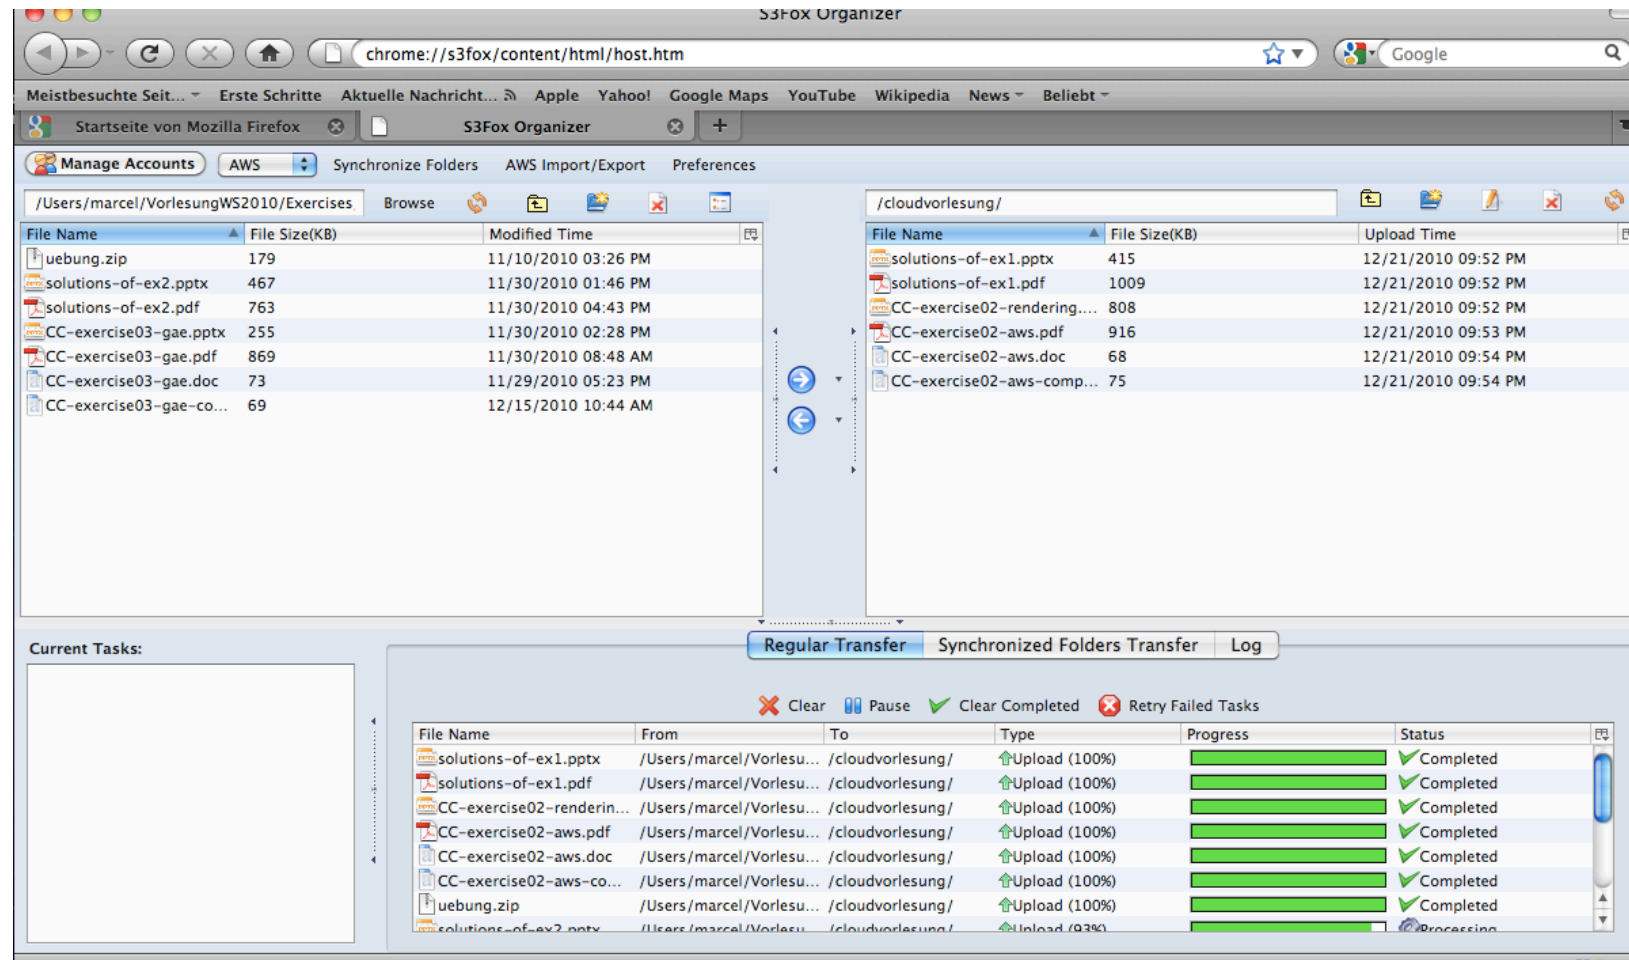 S3Fox Organizer
chrome://s3fox/content/html/host.htm
Google
Meistbesuchte Seit... Erste Schritte Aktuelle Nachricht... Apple Yahoo! Google Maps YouTube Wikipedia News Beliebt
Startseite von Mozilla Firefox S3Fox Organizer +
Manage Accounts AWS Synchronize Folders AWS Import/Export Preferences
/Users/marcel/VorlesungWS2010/Exercises Browse /cloudvorlesung/
File Name File Size(KB) Modified Time File Name File Size(KB) Upload Time
uebung.zip 179 11/10/2010 03:26 PM solutions-of-ex1.pptx 415 12/21/2010 09:52 PM
solutions-of-ex2.pptx 467 11/30/2010 01:46 PM solutions-of-ex1.pdf 1009 12/21/2010 09:52 PM
solutions-of-ex2.pdf 763 11/30/2010 04:43 PM CC-exercise02-rendering.... 808 12/21/2010 09:52 PM
CC-exercise03-gae.pptx 255 11/30/2010 02:28 PM CC-exercise02-aws.pdf 916 12/21/2010 09:53 PM
CC-exercise03-gae.pdf 869 11/30/2010 08:48 AM CC-exercise02-aws.doc 68 12/21/2010 09:54 PM
CC-exercise03-gae.doc 73 11/29/2010 05:23 PM CC-exercise02-aws-comp... 75 12/21/2010 09:54 PM
CC-exercise03-gae-co... 69 12/15/2010 10:44 AM
Current Tasks:
Regular Transfer Synchronized Folders Transfer Log
Clear Pause Clear Completed Retry Failed Tasks
File Name From To Type Progress Status
solutions-of-ex1.pptx /Users/marcel/Vorlesu... /cloudvorlesung/ Upload (100%) Completed
solutions-of-ex1.pdf /Users/marcel/Vorlesu... /cloudvorlesung/ Upload (100%) Completed
CC-exercise02-renderin... /Users/marcel/Vorlesu... /cloudvorlesung/ Upload (100%) Completed
CC-exercise02-aws.pdf /Users/marcel/Vorlesu... /cloudvorlesung/ Upload (100%) Completed
CC-exercise02-aws.doc /Users/marcel/Vorlesu... /cloudvorlesung/ Upload (100%) Completed
CC-exercise02-aws-co... /Users/marcel/Vorlesu... /cloudvorlesung/ Upload (100%) Completed
uebung.zip /Users/marcel/Vorlesu... /cloudvorlesung/ Upload (100%) Completed
solutions-of-ex2.pptx /Users/marcel/Vorlesu... /cloudvorlesung/ Upload (93%) Processing